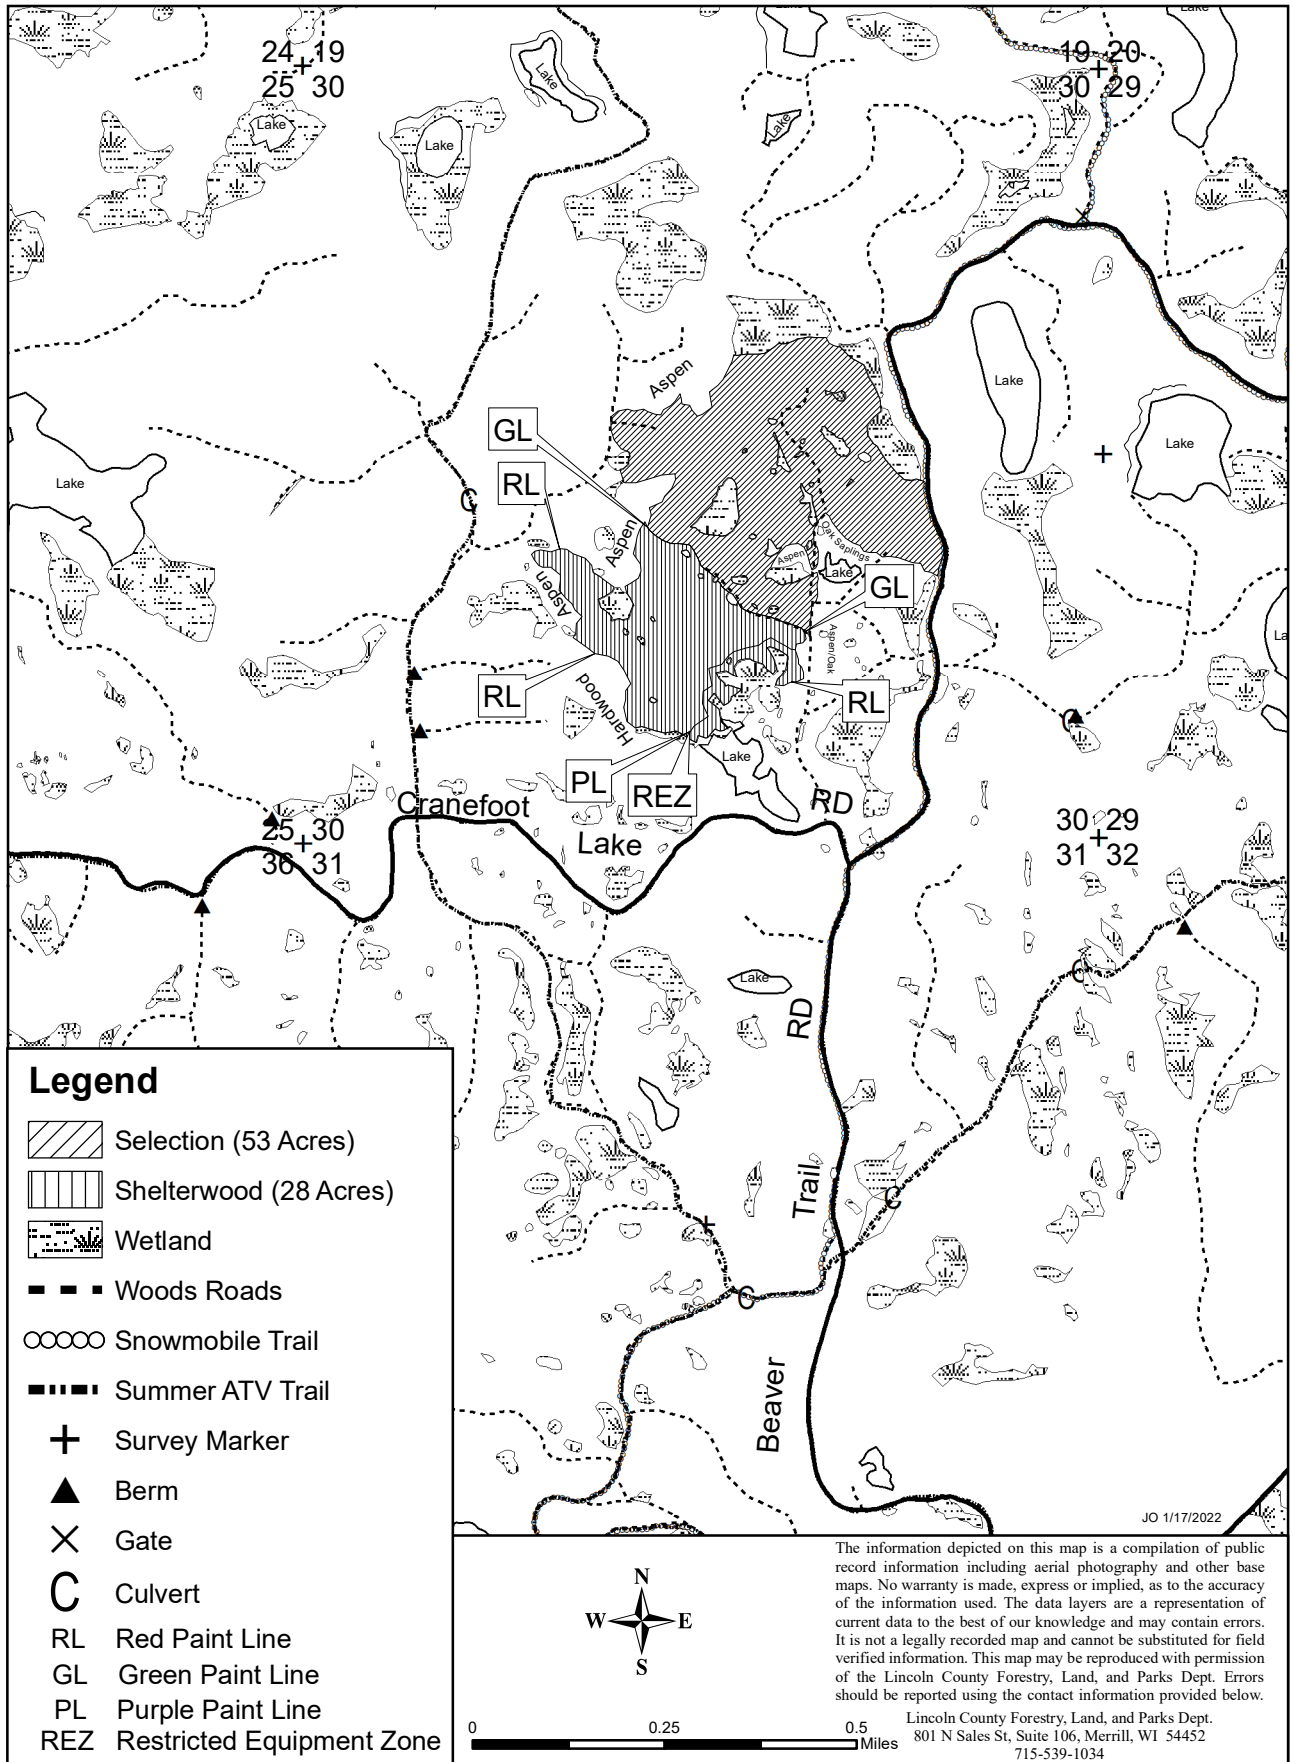 Lake
Lake
24 19
25 30
19 20
30 29
Lake
Lake
Lake
Lake
Lake
Lake
Aspen
GL
RL
Lake
Aspen
Oak Saplings
Aspen
Lake
GL
Aspen
Aspen/Oak
La
RL
RL
Hardwood
Lake
PL
REZ
RD
Cranefoot
Lake
25 30
36 31
30 29
31 32
Lake
RD
Trail
Beaver
JO 1/17/2022
Legend
Selection (53 Acres)
Shelterwood (28 Acres)
Wetland
Woods Roads
Snowmobile Trail
Summer ATV Trail
Survey Marker
Berm
Gate
C Culvert
RL Red Paint Line
GL Green Paint Line
PL Purple Paint Line
REZ Restricted Equipment Zone
N
W E
S
0 0.25 0.5
Miles
The information depicted on this map is a compilation of public
record information including aerial photography and other base
maps. No warranty is made, express or implied, as to the accuracy
of the information used. The data layers are a representation of
current data to the best of our knowledge and may contain errors.
It is not a legally recorded map and cannot be substituted for field
verified information. This map may be reproduced with permission
of the Lincoln County Forestry, Land, and Parks Dept. Errors
should be reported using the contact information provided below.
Lincoln County Forestry, Land, and Parks Dept.
801 N Sales St, Suite 106, Merrill, WI 54452
715-539-1034